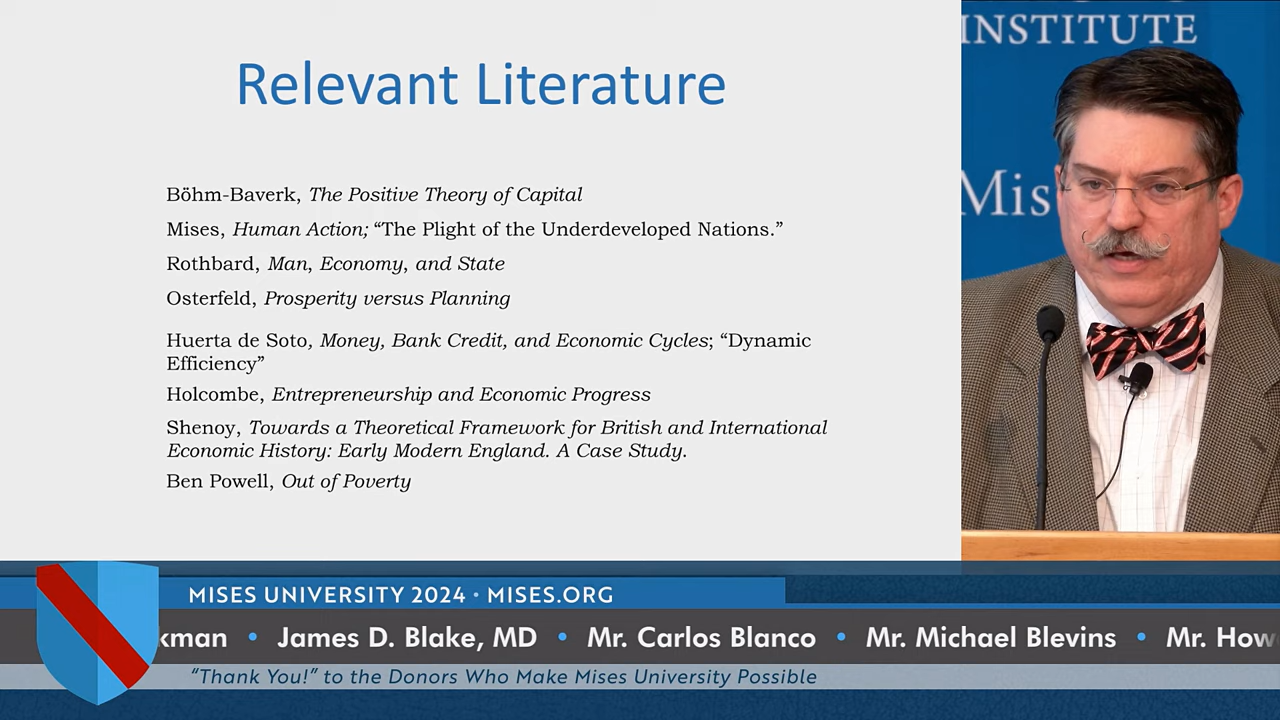 Relevant Literature
Böhm-Baverk, The Positive Theory of Capital
Mises, Human Action; “The Plight of the Underdeveloped Nations.”
Rothbard, Man, Economy, and State
Osterfeld, Prosperity versus Planning
Huerta de Soto, Money, Bank Credit, and Economic Cycles; “Dynamic
Efficiency”
Holcombe, Entrepreneurship and Economic Progress
Shenoy, Towards a Theoretical Framework for British and International
Economic History: Early Modern England. A Case Study.
Ben Powell, Out of Poverty
INSTITUTE
Mis
MISES UNIVERSITY 2024 • MISES.ORG
kman • James D. Blake, MD • Mr. Carlos Blanco • Mr. Michael Blevins • Mr. How
“Thank You!” to the Donors Who Make Mises University Possible